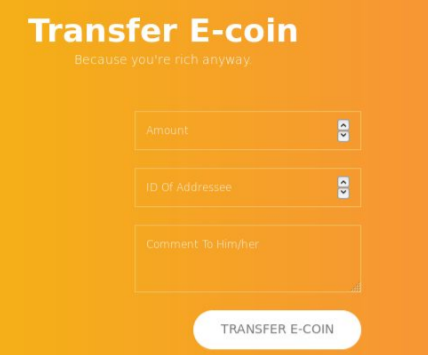 Transfer E-coin
Because you're rich anyway.
Amount
ID Of Addressee
Comment To Him/her
TRANSFER E-COIN